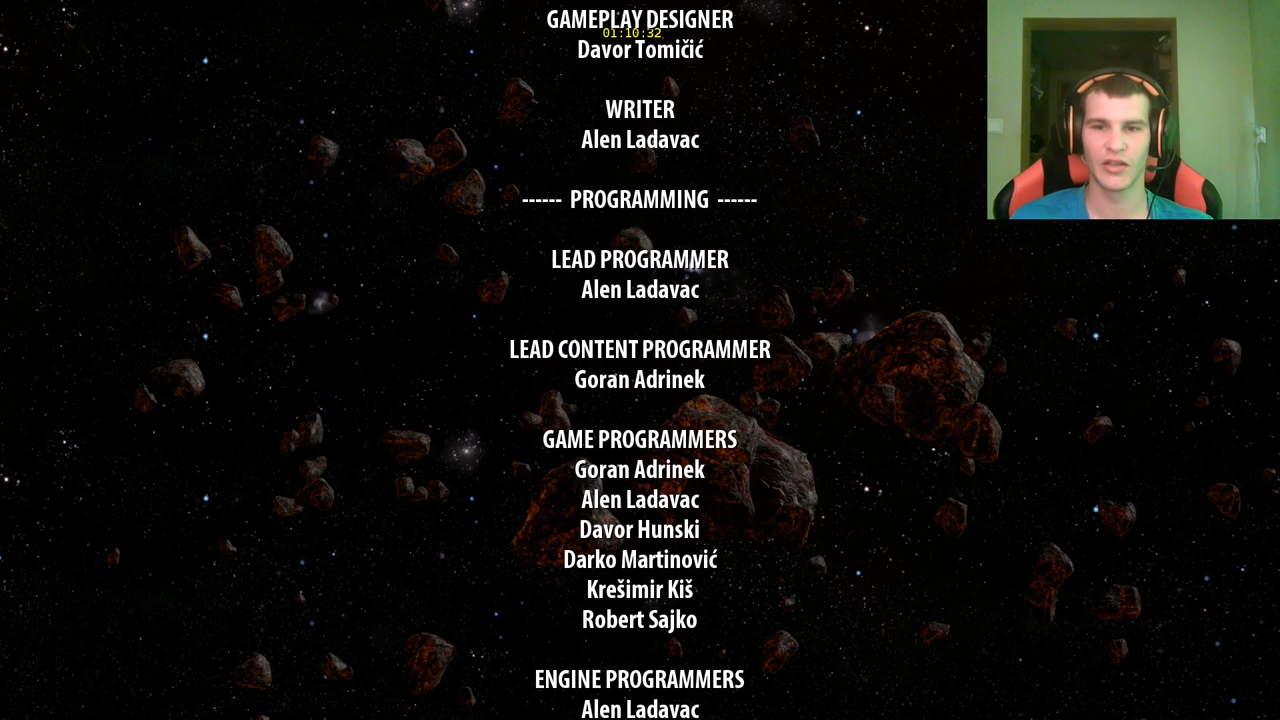 GAMEPLAY DESIGNER
01:10:32
Davor Tomičić
WRITER
Alen Ladavac
------ PROGRAMMING ------
LEAD PROGRAMMER
Alen Ladavac
LEAD CONTENT PROGRAMMER
Goran Adrinek
GAME PROGRAMMERS
Goran Adrinek
Alen Ladavac
Davor Hunski
Darko Martinović
Krešimir Kiš
Robert Sajko
ENGINE PROGRAMMERS
Alen Ladavac